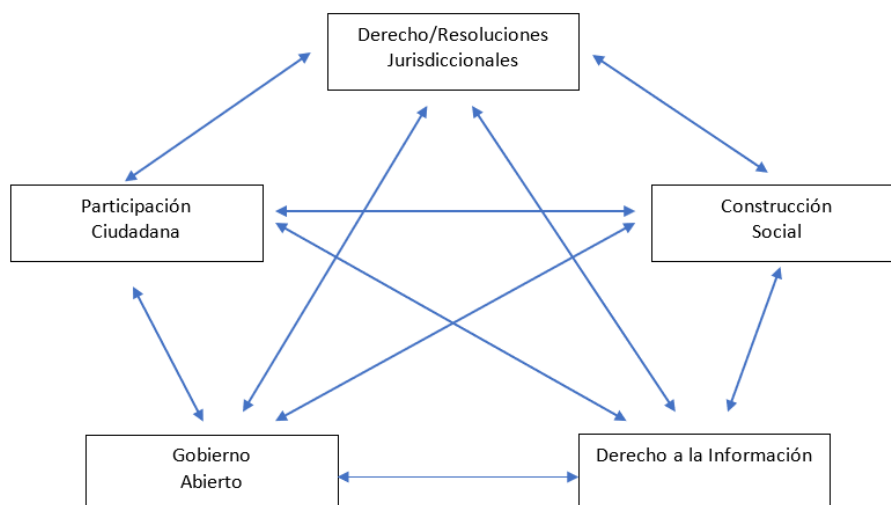 Derecho/Resoluciones
Jurisdiccionales
Participación
Ciudadana
Construcción
Social
Gobierno
Abierto
Derecho a la Información